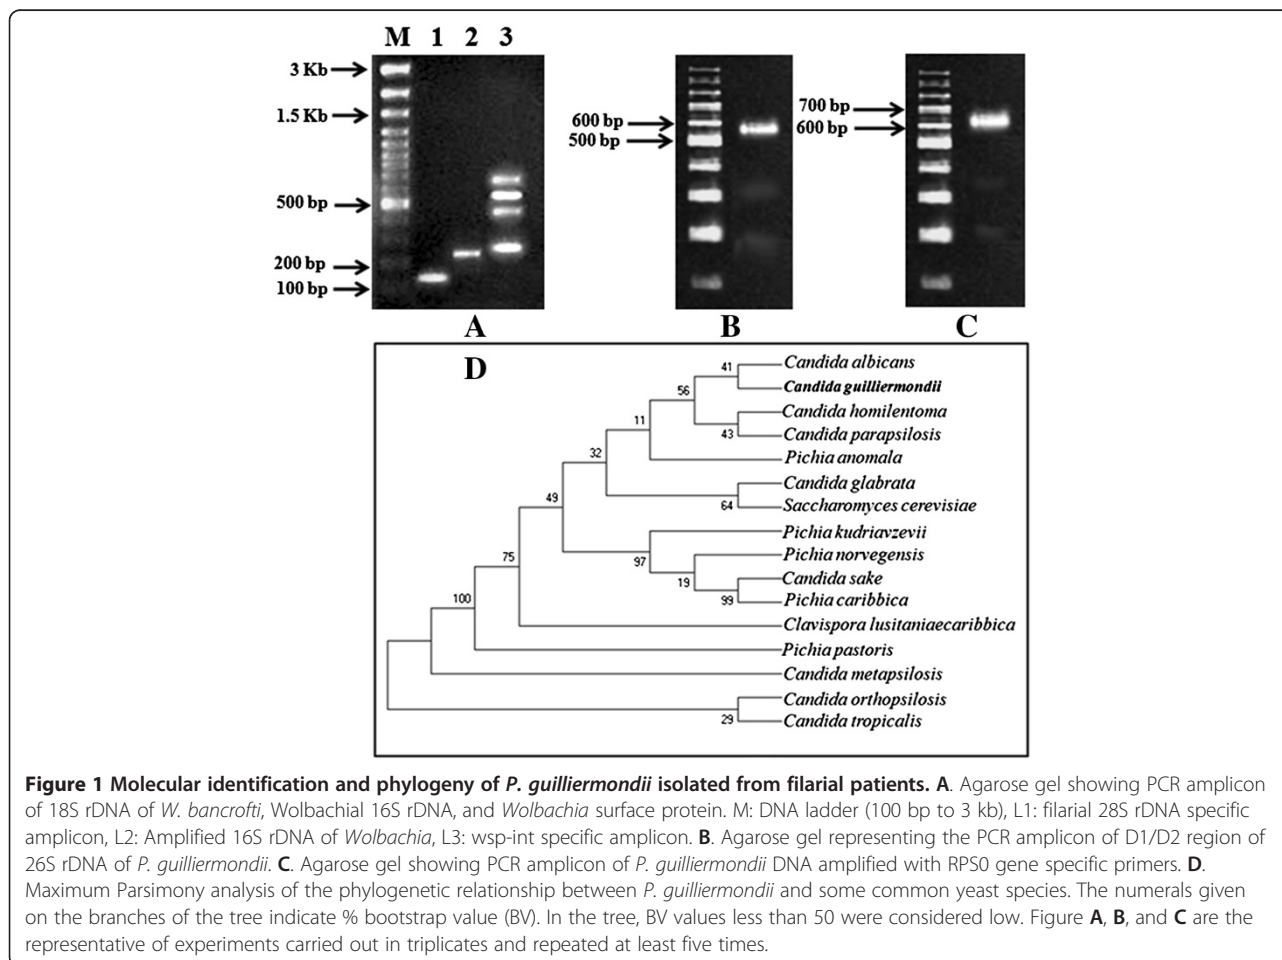 M 1 2 3
3 Kb
1.5 Kb
500 bp
200 bp
100 bp
A
600 bp
500 bp
B
700 bp
600 bp
C
D
Candida albicans
Candida guilliermondii
Candida homilentoma
Candida parapsilosis
Pichia anomala
Candida glabrata
Saccharomyces cerevisiae
Pichia kudriavzevii
Pichia norvegensis
Candida sake
Pichia caribbica
Clavispora lusitaniaecaribbica
Pichia pastoris
Candida metapsilosis
Candida orthopsilosis
Candida tropicalis
41
56
11
43
32
64
49
97
19
99
75
100
29
Figure 1 Molecular identification and phylogeny of P. guilliermondii isolated from filarial patients. A. Agarose gel showing PCR amplicon
of 18S rDNA of W. bancrofti, Wolbachial 16S rDNA, and Wolbachia surface protein. M: DNA ladder (100 bp to 3 kb), L1: filarial 28S rDNA specific
amplicon, L2: Amplified 16S rDNA of Wolbachia, L3: wsp-int specific amplicon. B. Agarose gel representing the PCR amplicon of D1/D2 region of
26S rDNA of P. guilliermondii. C. Agarose gel showing PCR amplicon of P. guilliermondii DNA amplified with RPS0 gene specific primers. D.
Maximum Parsimony analysis of the phylogenetic relationship between P. guilliermondii and some common yeast species. The numerals given
on the branches of the tree indicate % bootstrap value (BV). In the tree, BV values less than 50 were considered low. Figure A, B, and C are the
representative of experiments carried out in triplicates and repeated at least five times.